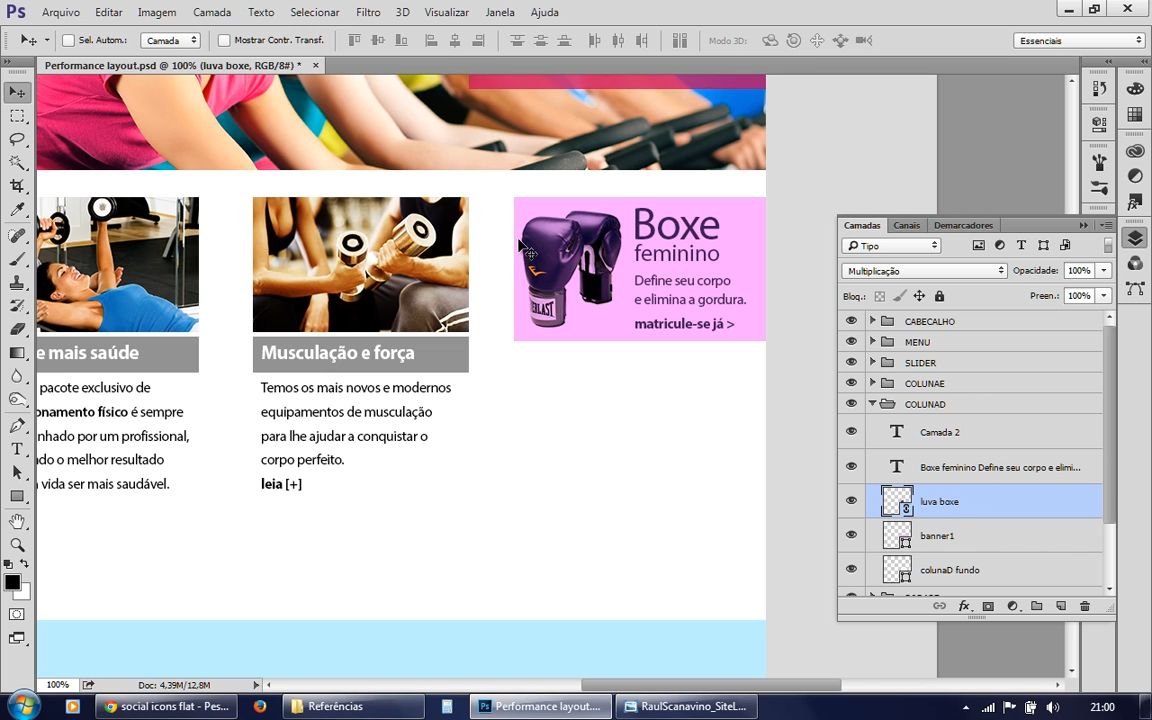 Ps Arquivo Editar Imagem Camada Texto Selecionar Filtro 3D Visualizar Janela Ajuda
Sel. Autom.: Camada Mostrar Contr. Transf. Modo 3D: Essenciais
Performance layout.psd @ 100% (luva boxe, RGB/8#) * ×
Boxe
feminino
Define seu corpo
e elimina a gordura.
matricule-se já >
EVERLAST
e mais saúde
pacote exclusivo de
onamento físico é sempre
nhado por um profissional,
do o melhor resultado
vida ser mais saudável.
Musculação e força
Temos os mais novos e modernos
equipamentos de musculação
para lhe ajudar a conquistar o
corpo perfeito.
leia [+]
Camadas Canais Demarcadores
Tipo
Multiplicação Opacidade: 100%
Bloq.: Preen.: 100%
CABECALHO
MENU
SLIDER
COLUNAE
COLUNAD
Camada 2
Boxe feminino Define seu corpo e elimi...
luva boxe
banner1
colunaD fundo
100% Doc: 4,39M/12,8M
social icons flat - Pes... Referências Performance layout.... RaulScanavino_SiteL... 21:00